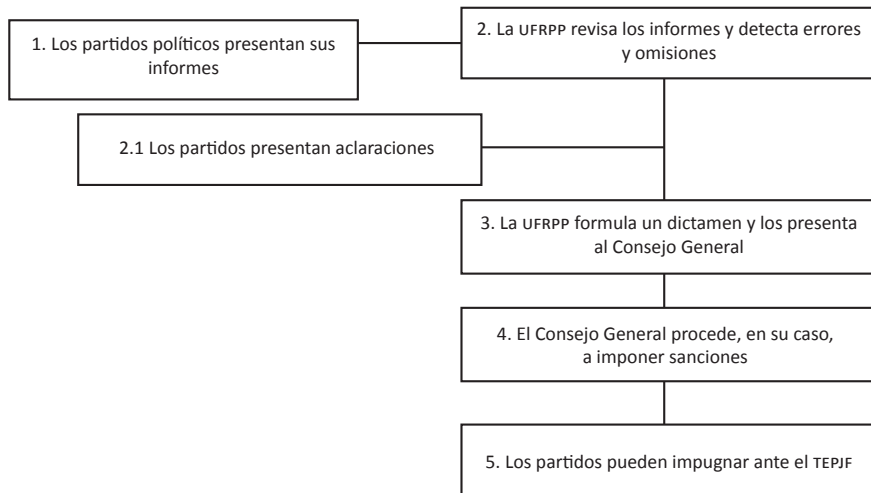 1. Los partidos políticos presentan sus
informes
2. La UFRPP revisa los informes y detecta errores
y omisiones
2.1 Los partidos presentan aclaraciones
3. La UFRPP formula un dictamen y los presenta
al Consejo General
4. El Consejo General procede, en su caso,
a imponer sanciones
5. Los partidos pueden impugnar ante el TEPJF